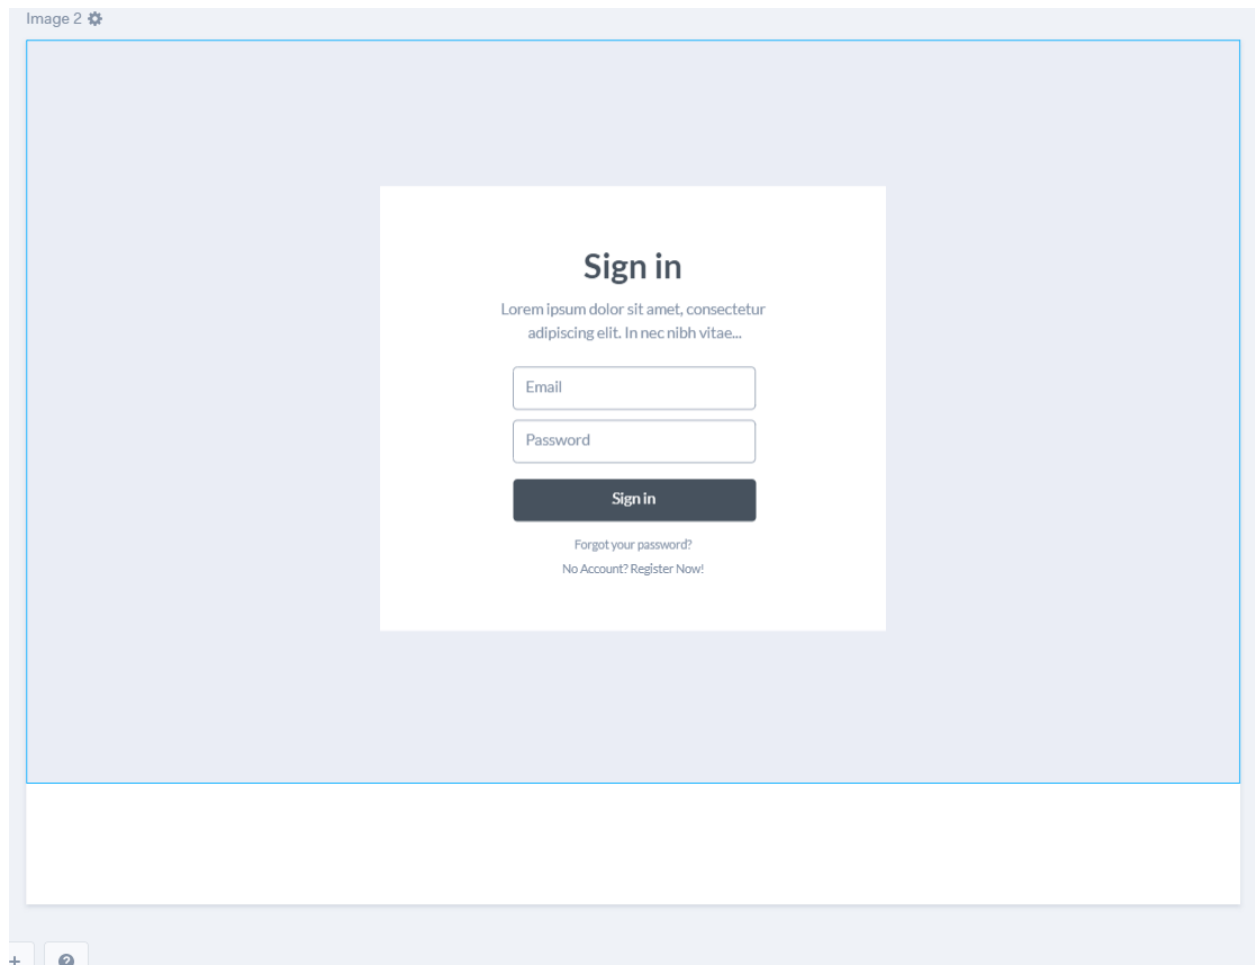 Image 2
Sign in
Lorem ipsum dolor sit amet, consectetur
adipiscing elit. In nec nibh vitae...
Email
Password
Sign in
Forgot your password?
No Account? Register Now!
+ ?